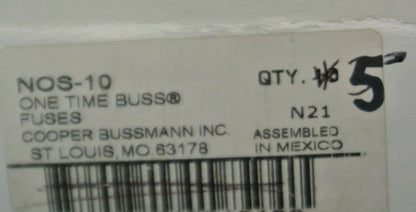 NOS-10 QTY. 10 5
ONE TIME BUSS®
FUSES N21
COOPER BUSSMANN INC. ASSEMBLED
ST. LOUIS, MO 63178 IN MEXICO